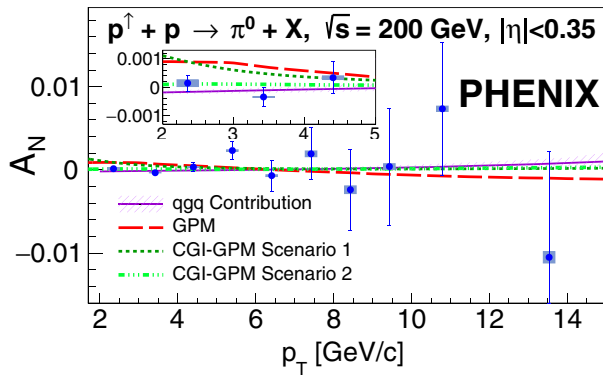 p↑ + p → π⁰ + X, √s = 200 GeV, |η|<0.35
0.001
0
−0.001
2 3 4 5
PHENIX
0.01
0
−0.01
A_N
qgq Contribution
GPM
CGI-GPM Scenario 1
CGI-GPM Scenario 2
2 4 6 8 10 12 14
p_T [GeV/c]